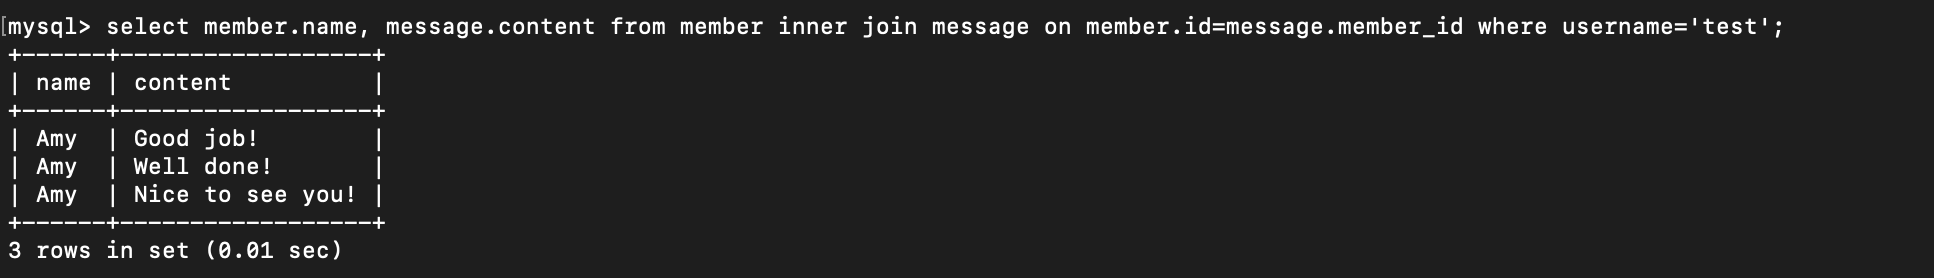 [mysql> select member.name, message.content from member inner join message on member.id=message.member_id where username='test';
+------+-----------------+
| name | content         |
+------+-----------------+
| Amy  | Good job!       |
| Amy  | Well done!      |
| Amy  | Nice to see you! |
+------+-----------------+
3 rows in set (0.01 sec)